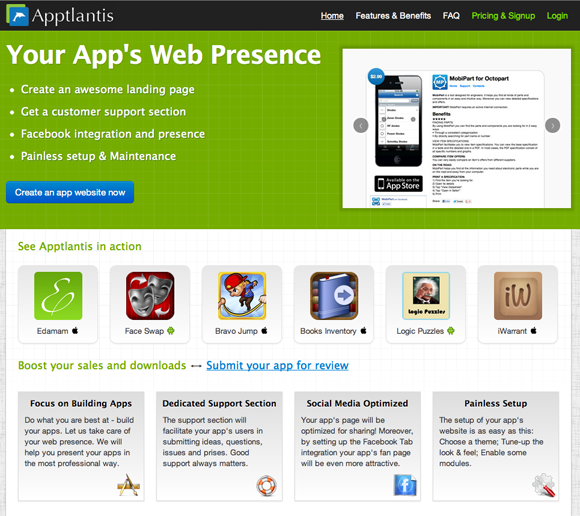 Apptlantis
Home Features & Benefits FAQ Pricing & Signup Login
Your App's Web Presence
Create an awesome landing page
Get a customer support section
Facebook integration and presence
Painless setup & Maintenance
Create an app website now
$2.99
MobiPart for Octopart
Home Support Contacts
Benefits
Available on the
App Store
See Apptlantis in action
Edamam
Face Swap
Bravo Jump
Books Inventory
Logic Puzzles
Logic Puzzles
iW
iWarrant
Boost your sales and downloads ↔ Submit your app for review
Focus on Building Apps
Do what you are best at - build
your apps. Let us take care of
your web presence. We will
help you present your apps in
the most professional way.
Dedicated Support Section
The support section will
facilitate your app's users in
submitting ideas, questions,
issues and prises. Good
support always matters.
Social Media Optimized
Your app's page will be
optimized for sharing! Moreover,
by setting up the Facebook Tab
integration your app's fan page
will be even more attractive.
Painless Setup
The setup of your app's
website is as easy as this:
Choose a theme; Tune-up the
look & feel; Enable some
modules.